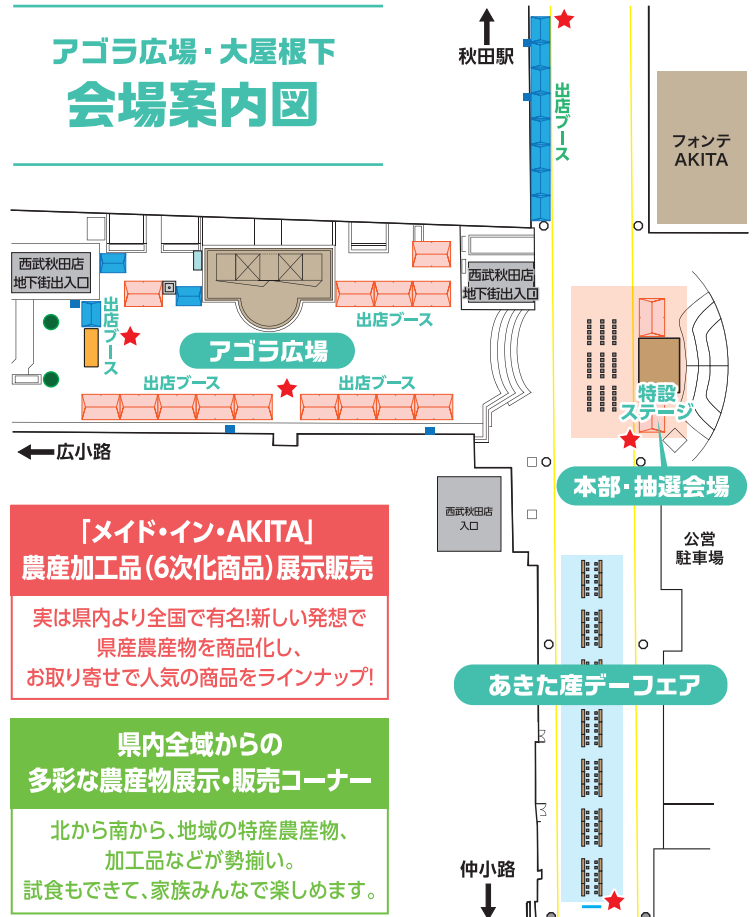 アゴラ広場・大屋根下
会場案内図
秋田駅
出店ブース
フォンテ
AKITA
西武秋田店
地下街出入口
西武秋田店
地下街出入口
出店ブース
出店ブース
アゴラ広場
出店ブース
出店ブース
特設
ステージ
広小路
本部・抽選会場
西武秋田店
入口
公営
駐車場
「メイド・イン・AKITA」
農産加工品(6次化商品)展示販売
実は県内より全国で有名!新しい発想で
県産農産物を商品化し、
お取り寄せで人気の商品をラインナップ!
あきた産デーフェア
県内全域からの
多彩な農産物展示・販売コーナー
北から南から、地域の特産農産物、
加工品などが勢揃い。
試食もできて、家族みんなで楽しめます。
仲小路